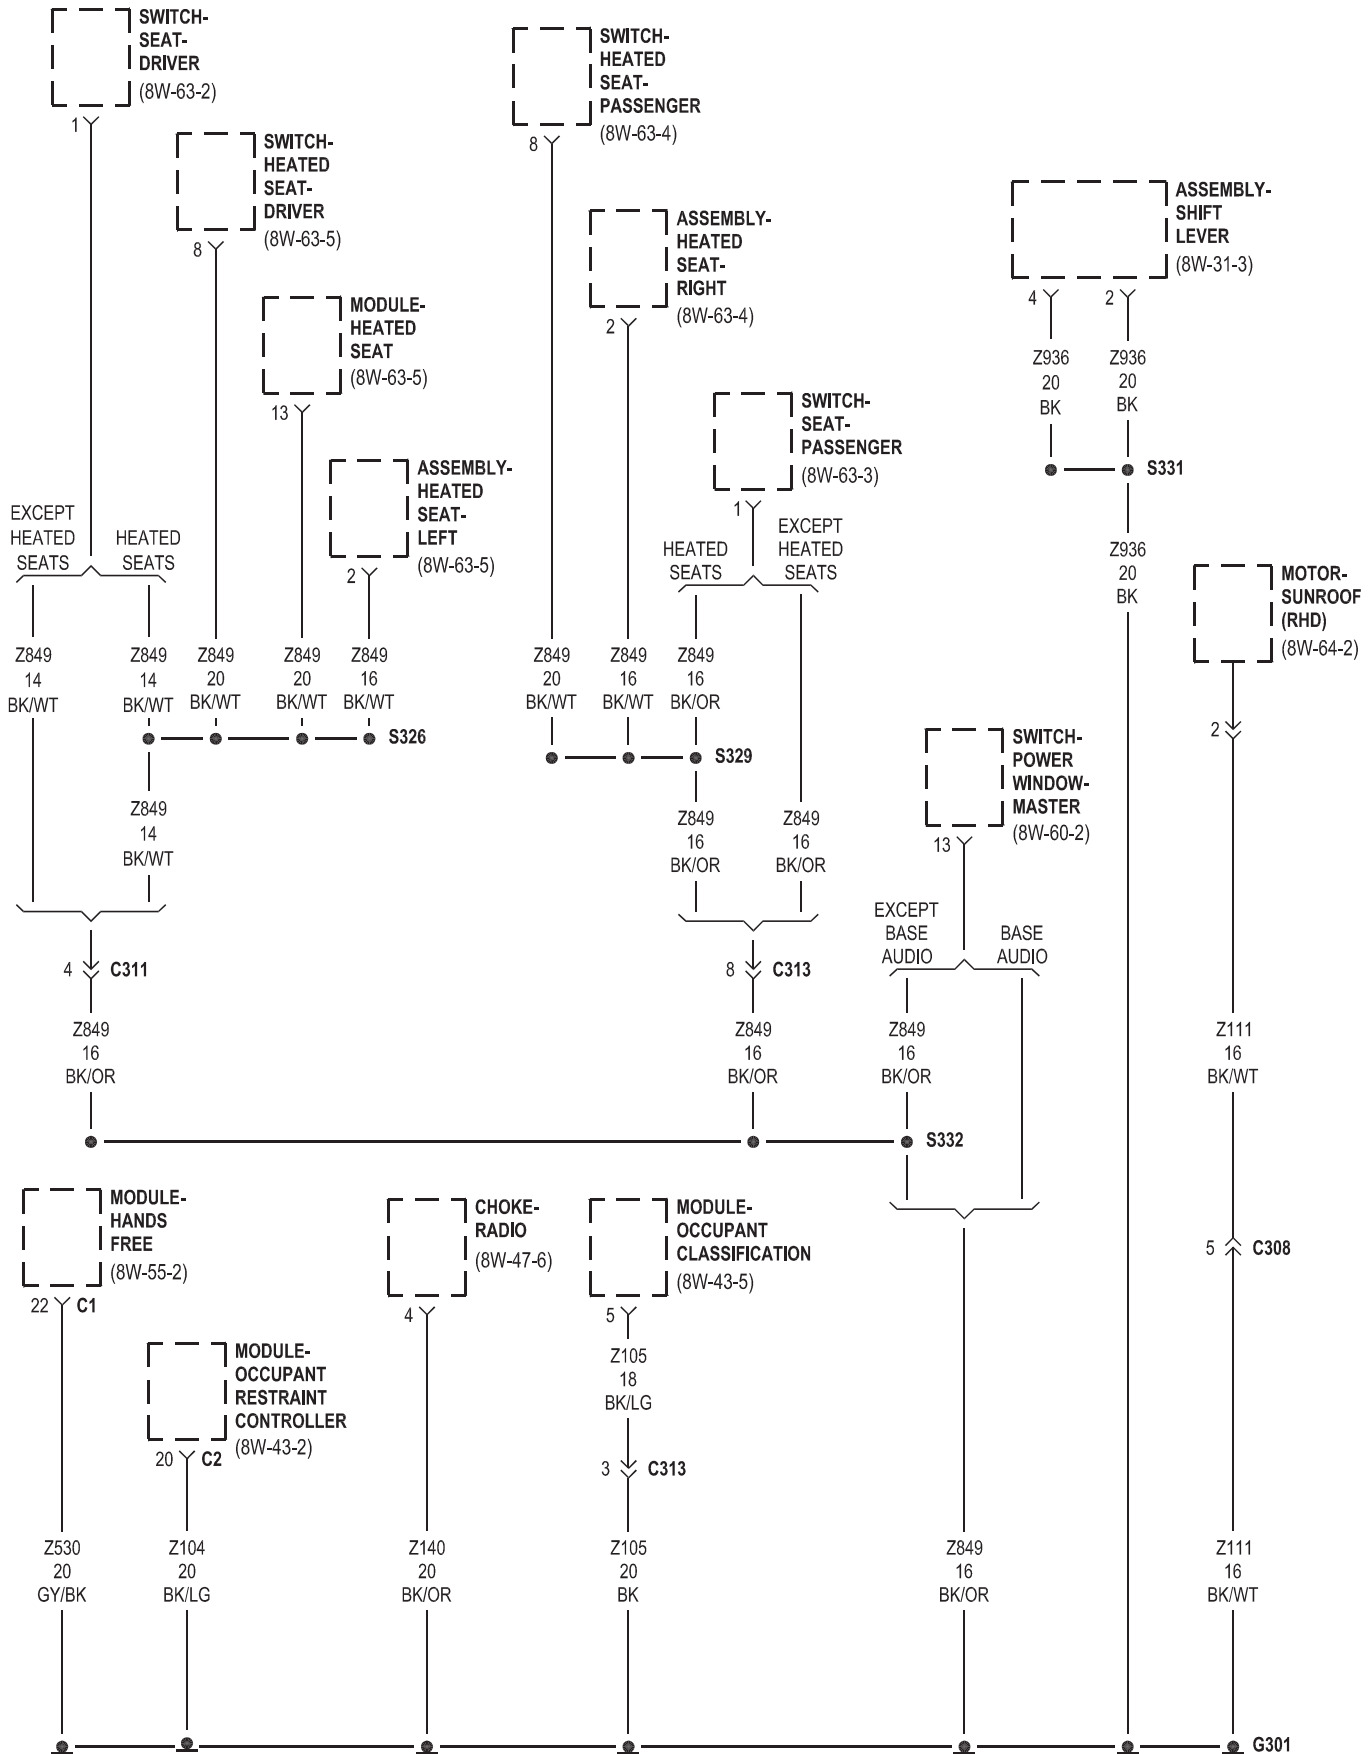 SWITCH-
SEAT-
DRIVER
(8W-63-2)
1
SWITCH-
HEATED
SEAT-
DRIVER
(8W-63-5)
8
MODULE-
HEATED
SEAT
(8W-63-5)
13
ASSEMBLY-
HEATED
SEAT-
LEFT
(8W-63-5)
2
SWITCH-
HEATED
SEAT-
PASSENGER
(8W-63-4)
8
ASSEMBLY-
HEATED
SEAT-
RIGHT
(8W-63-4)
2
SWITCH-
SEAT-
PASSENGER
(8W-63-3)
1
ASSEMBLY-
SHIFT
LEVER
(8W-31-3)
4
2
Z936
20
BK
Z936
20
BK
S331
Z936
20
BK
MOTOR-
SUNROOF
(RHD)
(8W-64-2)
2
EXCEPT
HEATED
SEATS
HEATED
SEATS
Z849
14
BK/WT
Z849
14
BK/WT
Z849
20
BK/WT
Z849
20
BK/WT
Z849
16
BK/WT
S326
Z849
14
BK/WT
4
C311
Z849
16
BK/OR
HEATED
SEATS
EXCEPT
HEATED
SEATS
Z849
20
BK/WT
Z849
16
BK/WT
Z849
16
BK/OR
S329
Z849
16
BK/OR
Z849
16
BK/OR
8
C313
Z849
16
BK/OR
SWITCH-
POWER
WINDOW-
MASTER
(8W-60-2)
13
EXCEPT
BASE
AUDIO
BASE
AUDIO
Z849
16
BK/OR
S332
Z111
16
BK/WT
5
C308
MODULE-
HANDS
FREE
(8W-55-2)
22
C1
MODULE-
OCCUPANT
RESTRAINT
CONTROLLER
(8W-43-2)
20
C2
CHOKE-
RADIO
(8W-47-6)
4
MODULE-
OCCUPANT
CLASSIFICATION
(8W-43-5)
5
Z105
18
BK/LG
3
C313
Z530
20
GY/BK
Z104
20
BK/LG
Z140
20
BK/OR
Z105
20
BK
Z849
16
BK/OR
Z111
16
BK/WT
G301